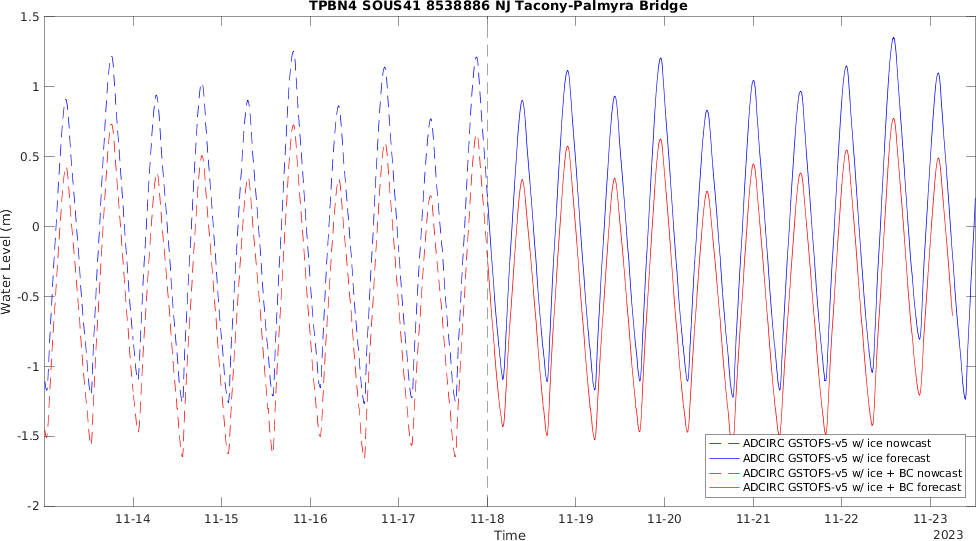 TPBN4 SOUS41 8538886 NJ Tacony-Palmyra Bridge
1.5
1
0.5
0
-0.5
-1
-1.5
-2
Water Level (m)
ADCIRC GSTOFS-v5 w/ ice nowcast
ADCIRC GSTOFS-v5 w/ ice forecast
ADCIRC GSTOFS-v5 w/ ice + BC nowcast
ADCIRC GSTOFS-v5 w/ ice + BC forecast
11-14 11-15 11-16 11-17 11-18 11-19 11-20 11-21 11-22 11-23
Time
2023